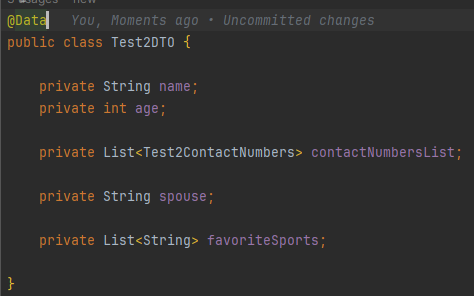 @Data You, Moments ago • Uncommitted changes
public class Test2DTO {
private String name;
private int age;
private List<Test2ContactNumbers> contactNumbersList;
private String spouse;
private List<String> favoriteSports;
}